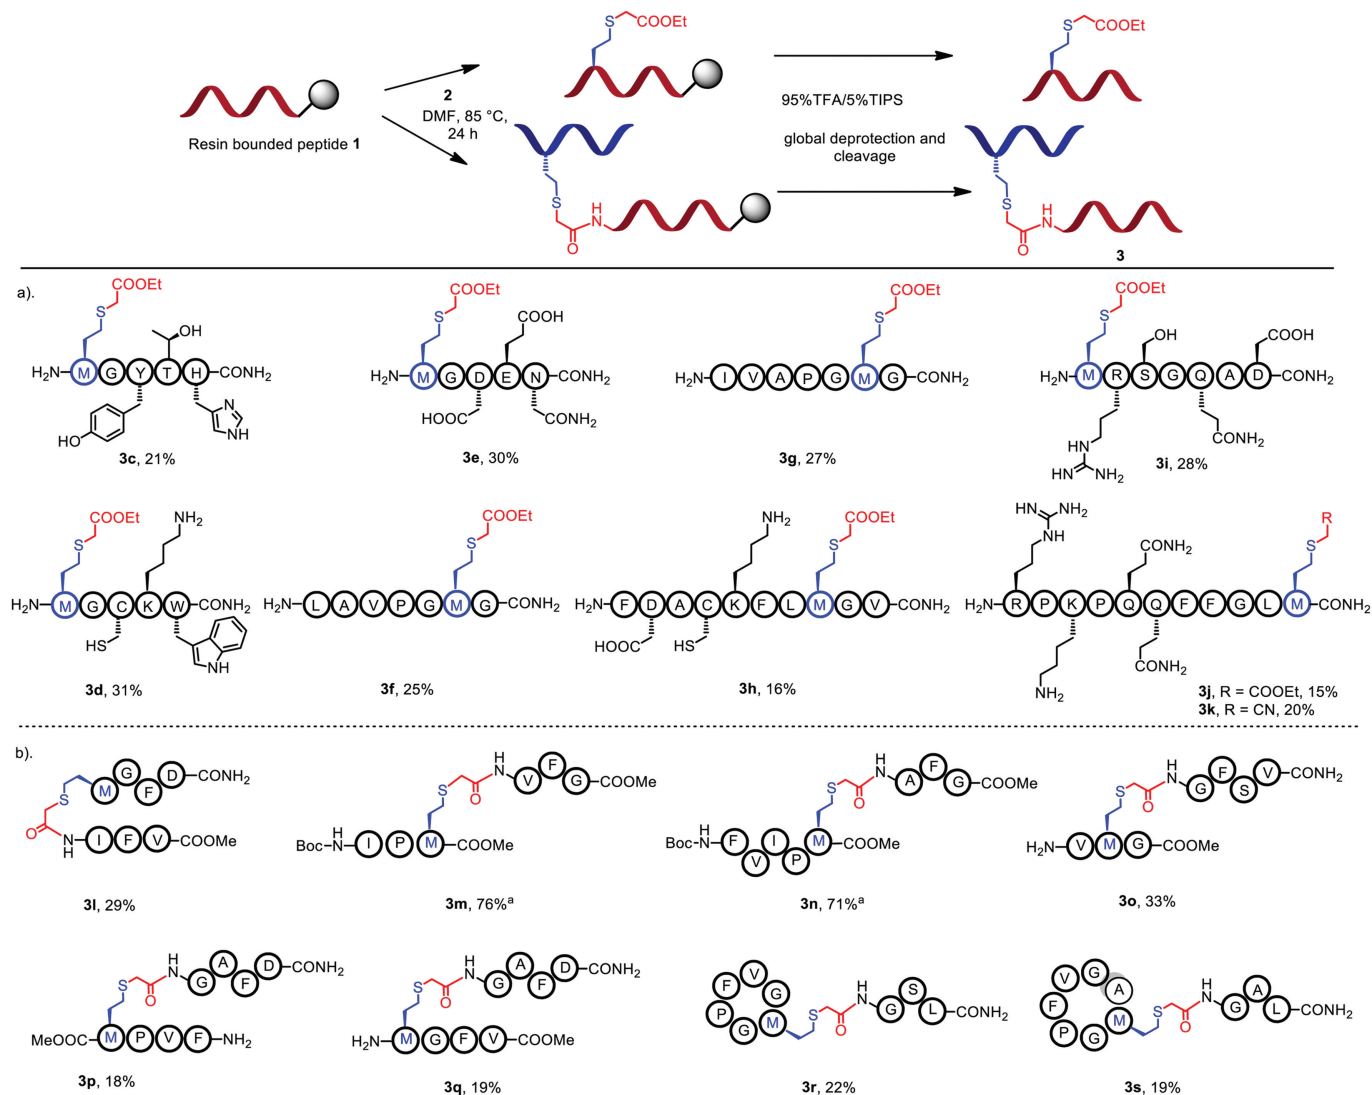 S
COOEt
S
COOEt
Resin bounded peptide 1
2
DMF, 85 °C,
24 h
95%TFA/5%TIPS
global deprotection and
cleavage
S
O
H
N
S
O
H
N
3
a).
COOEt
S
H2N M G Y T H CONH2
OH
HO
N
NH
3c, 21%
COOEt
S
COOH
H2N M G D E N CONH2
HOOC
CONH2
3e, 30%
COOEt
S
H2N I V A P G M G CONH2
3g, 27%
COOEt
S
OH
COOH
H2N M R S G Q A D CONH2
NH
HN NH2
CONH2
3i, 28%
COOEt
S
NH2
H2N M G C K W CONH2
HS
NH
3d, 31%
COOEt
S
H2N L A V P G M G CONH2
3f, 25%
NH2
COOEt
S
H2N F D A C K F L M G V CONH2
HOOC
HS
3h, 16%
HN NH2
NH
CONH2
R
S
H2N R P K P Q Q F F G L M CONH2
NH2
CONH2
3j, R = COOEt, 15%
3k, R = CN, 20%
b).
S
M G F D CONH2
O
N
H
I F V COOMe
3l, 29%
H
N
V F G COOMe
S
O
Boc N
H
I P M COOMe
3m, 76%a
H
N
A F G COOMe
S
O
Boc N
H
F V I P M COOMe
3n, 71%a
H
N
G F S V CONH2
S
O
H2N V M G COOMe
3o, 33%
H
N
G A F D CONH2
S
O
MeOOC M P V F NH2
3p, 18%
H
N
G A F D CONH2
S
O
H2N M G F V COOMe
3q, 19%
F V G P G M
S
O
H
N
G S L CONH2
3r, 22%
V G A F P G M
S
O
H
N
G A L CONH2
3s, 19%